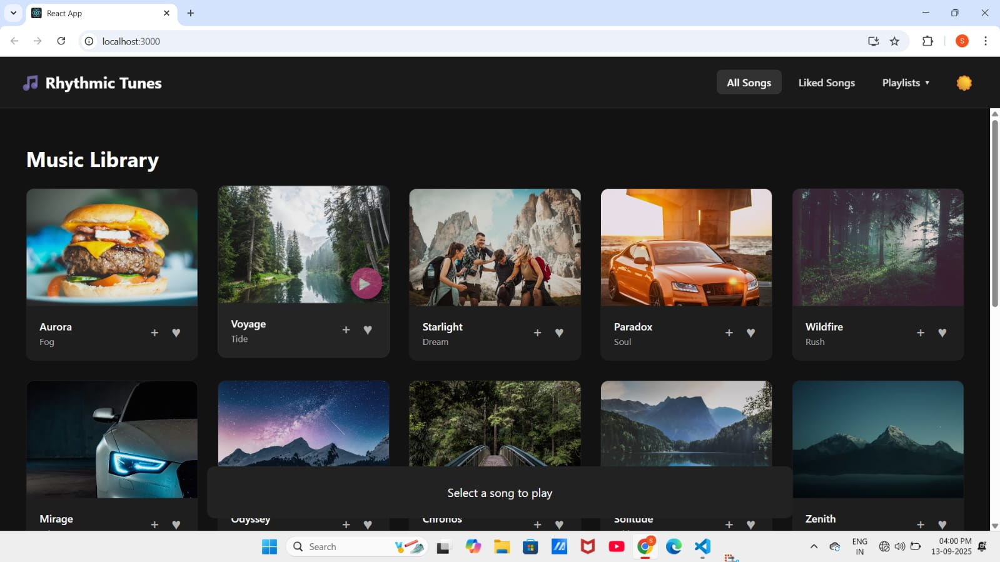 React App
localhost:3000
S
Rhythmic Tunes
All Songs
Liked Songs
Playlists
Music Library
Aurora
Fog
Voyage
Tide
Starlight
Dream
Paradox
Soul
Wildfire
Rush
Select a song to play
Mirage
Odyssey
Chronos
Solitude
Zenith
Search
S
ENG
IN
04:00 PM
13-09-2025